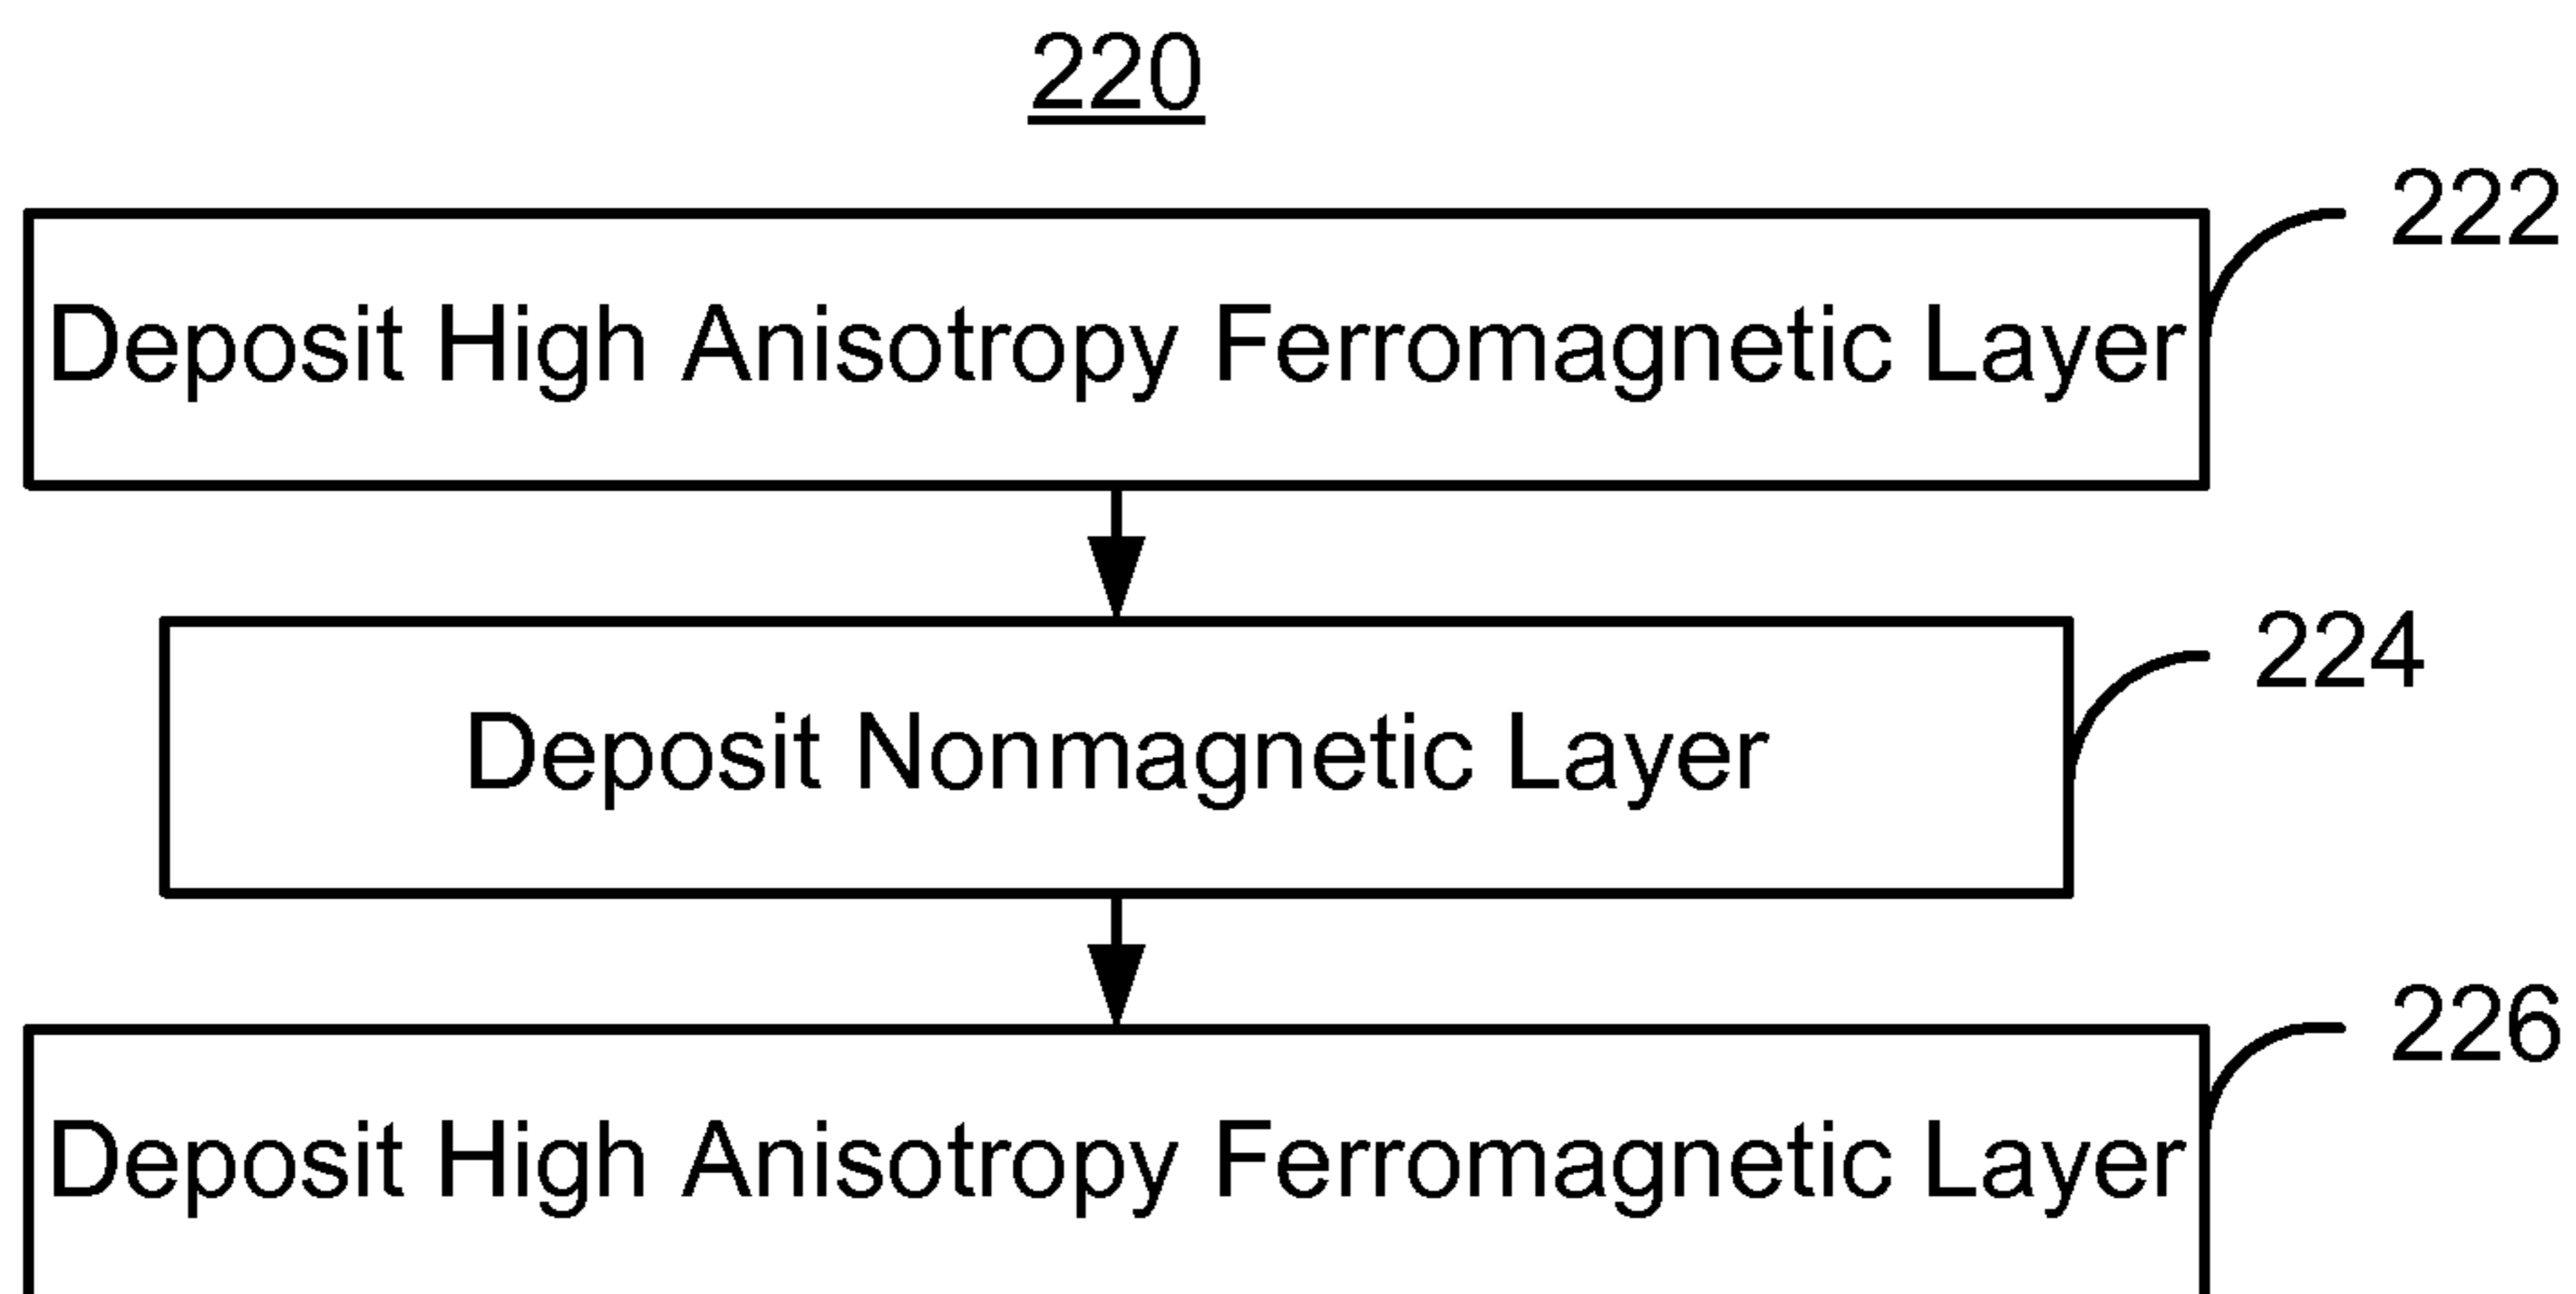 220
222
Deposit High Anisotropy Ferromagnetic Layer
224
Deposit Nonmagnetic Layer
226
Deposit High Anisotropy Ferromagnetic Layer